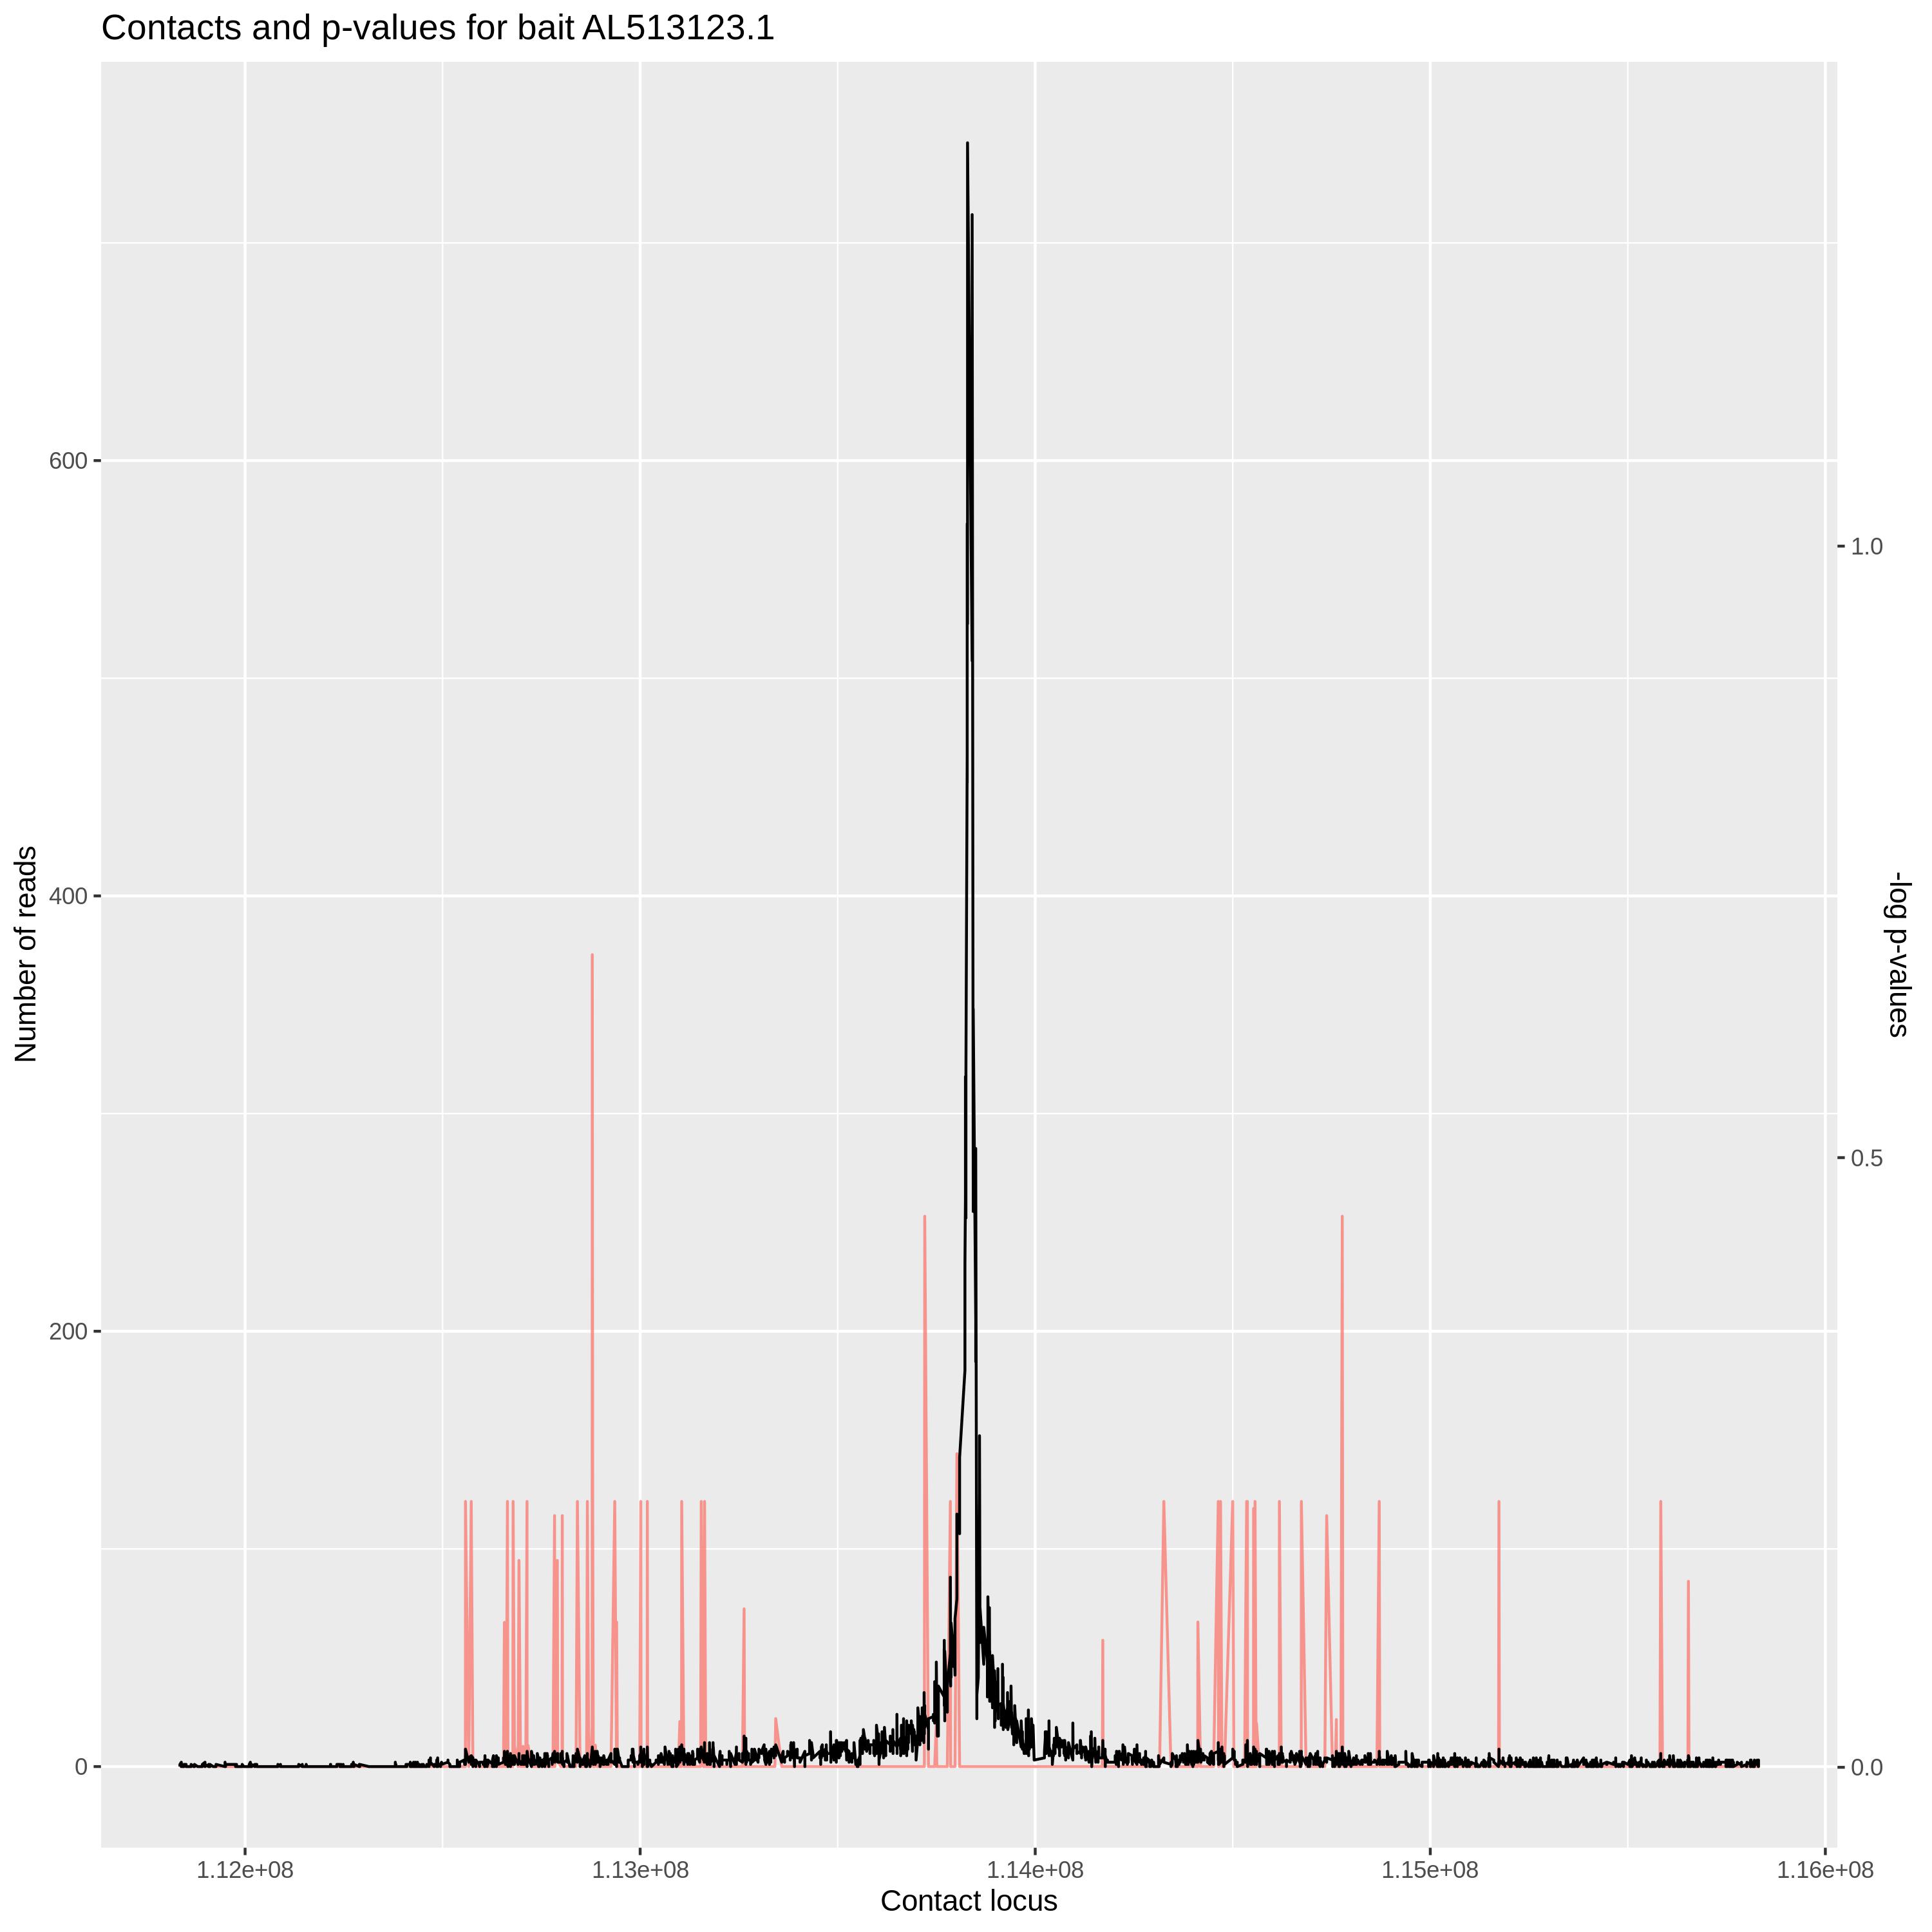 Contacts and p-values for bait AL513123.1
Number of reads
600
400
200
0
1.0
0.5
0.0
-log p-values
1.12e+08
1.13e+08
1.14e+08
1.15e+08
1.16e+08
Contact locus